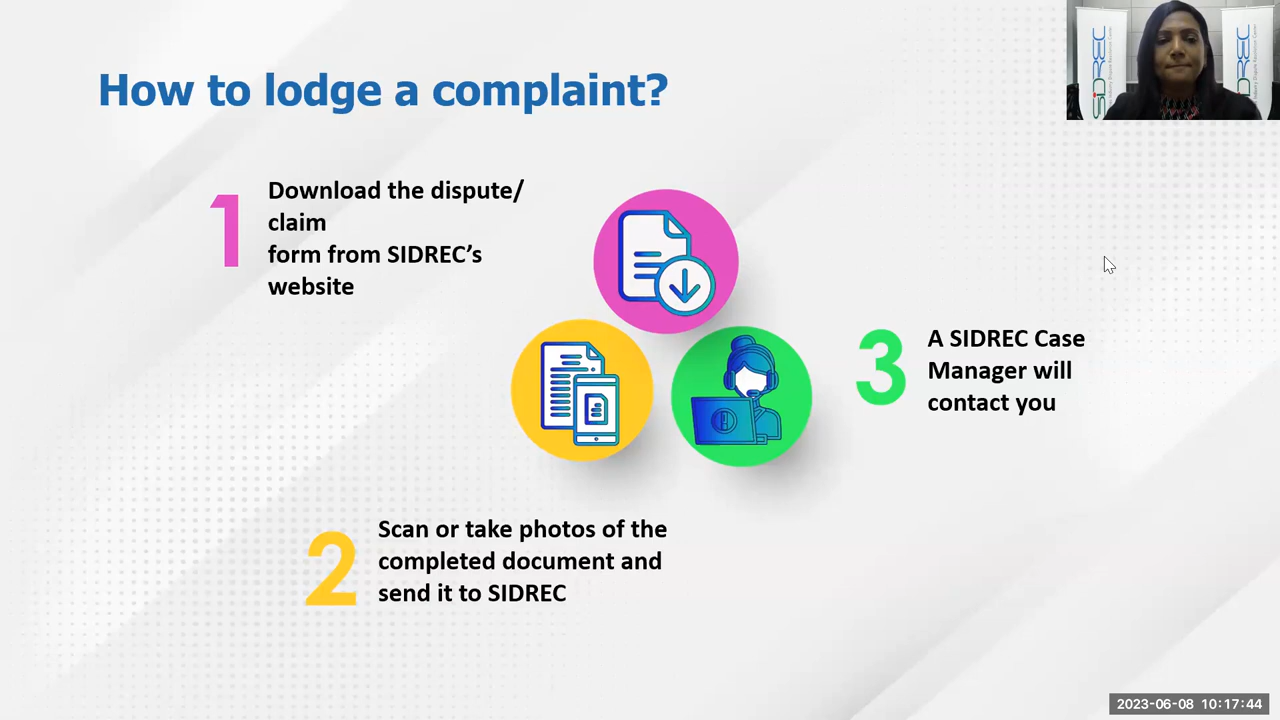 How to lodge a complaint?
SIDREC
SIDREC
1
Download the dispute/
claim
form from SIDREC’s
website
3
A SIDREC Case
Manager will
contact you
2
Scan or take photos of the
completed document and
send it to SIDREC
2023-06-08 10:17:44